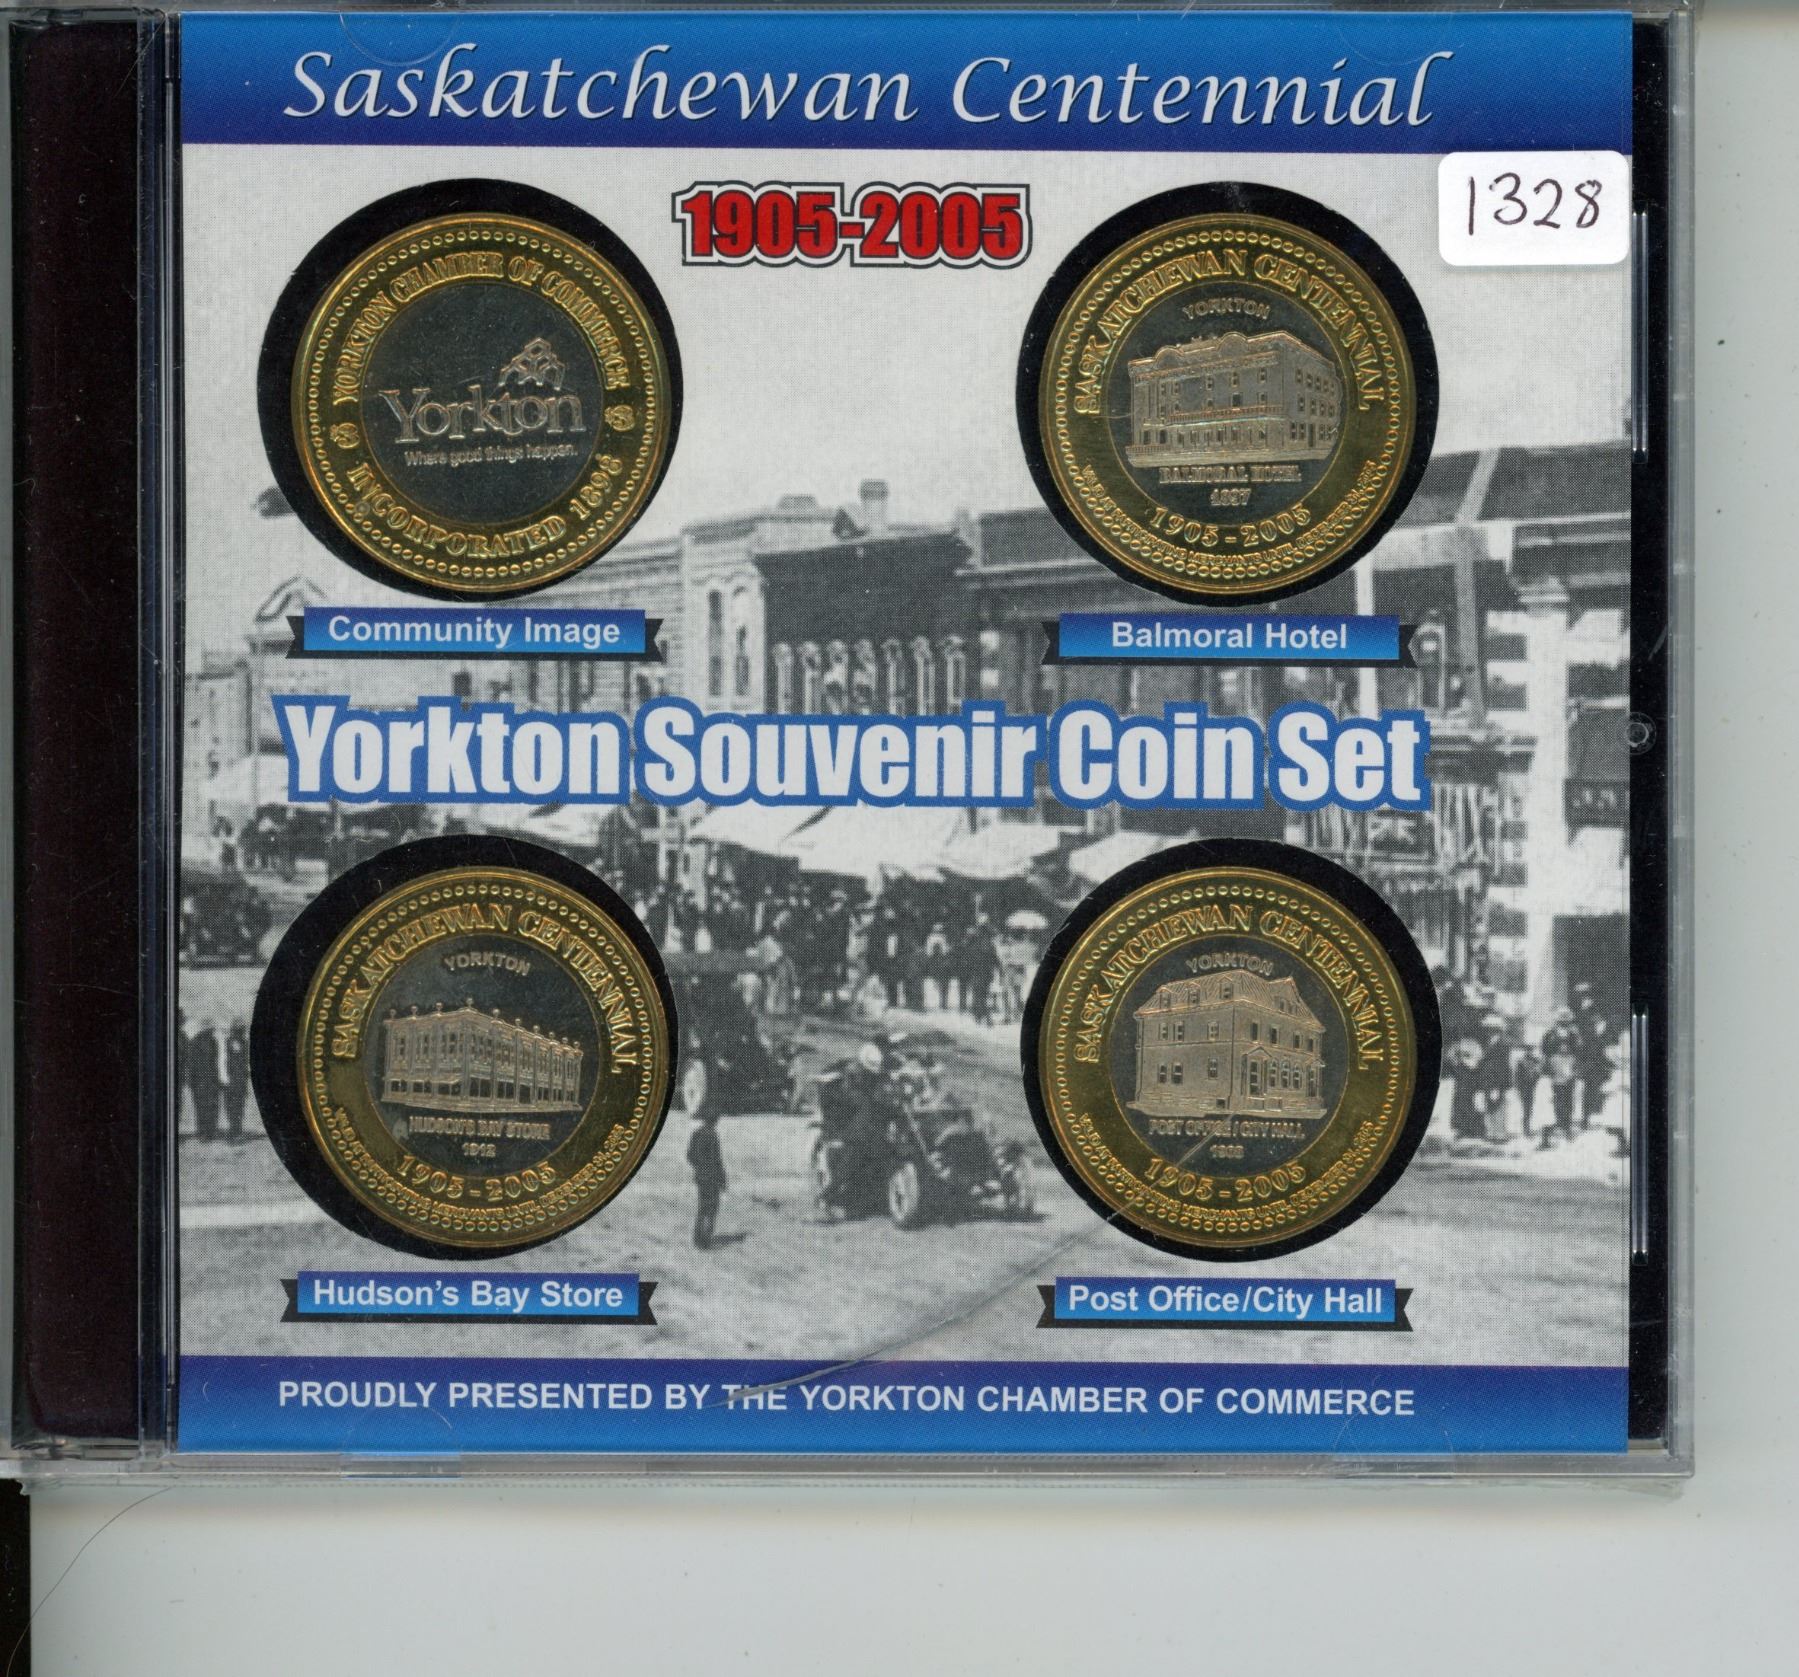 Saskatchewan Centennial
1328
1905-2005
YORKTON CHAMBER OF COMMERCE
Yorkton
Where good things happen.
INCORPORATED 1898
SASKATCHEWAN CENTENNIAL
YORKTON
BALMORAL HOTEL
1897
1905 - 2005
Community Image
Balmoral Hotel
Yorkton Souvenir Coin Set
SASKATCHEWAN CENTENNIAL
YORKTON
HUDSON'S BAY STORE
1912
1905 - 2005
SASKATCHEWAN CENTENNIAL
YORKTON
POST OFFICE / CITY HALL
1905 - 2005
Hudson's Bay Store
Post Office/City Hall
PROUDLY PRESENTED BY THE YORKTON CHAMBER OF COMMERCE